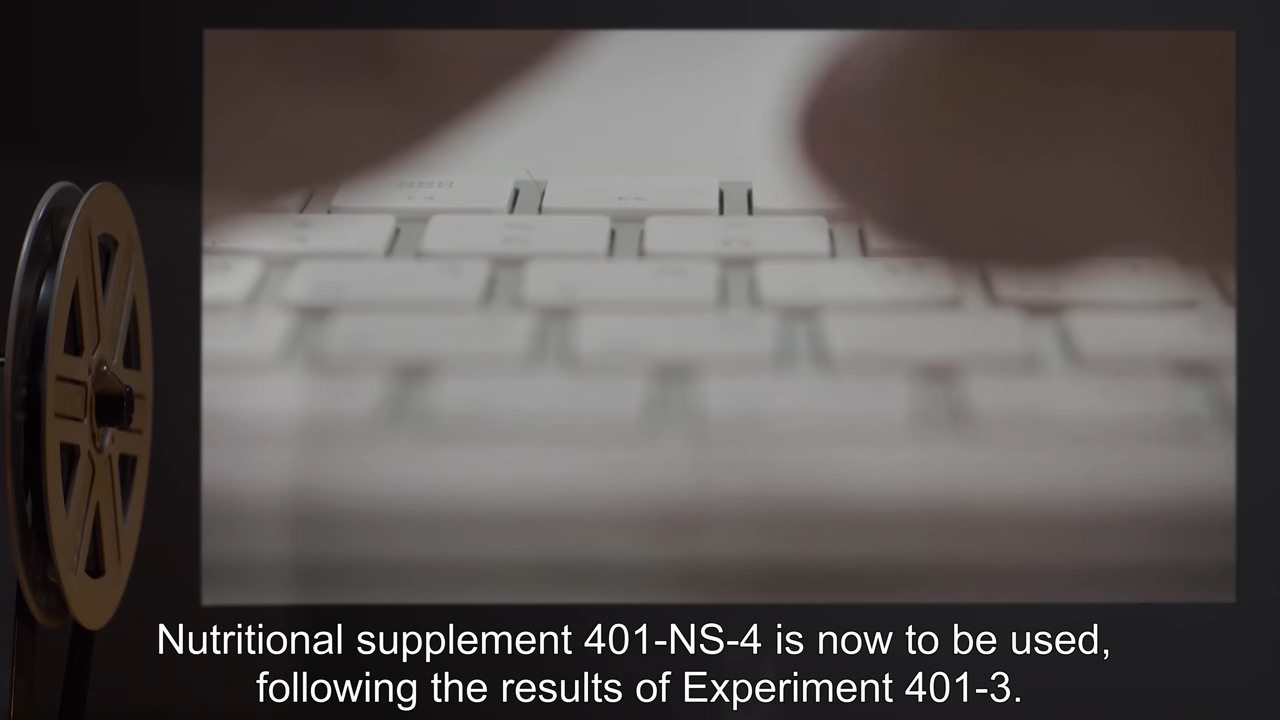 Nutritional supplement 401-NS-4 is now to be used,
following the results of Experiment 401-3.